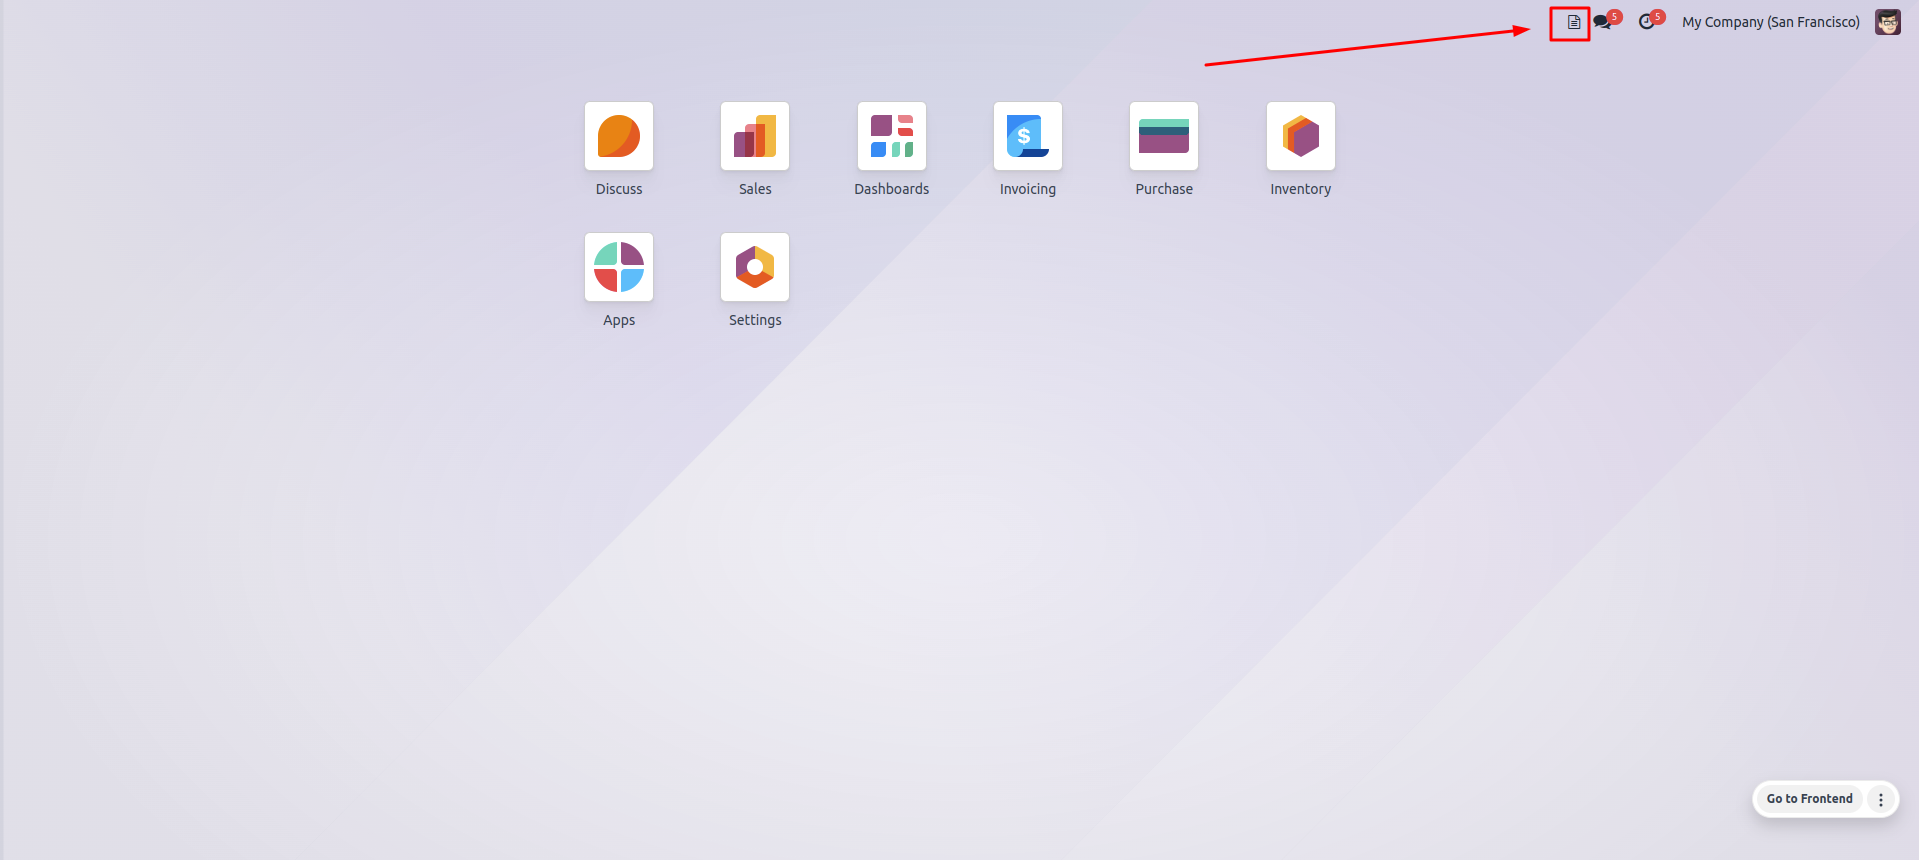 5
5
My Company (San Francisco)
$
Discuss
Sales
Dashboards
Invoicing
Purchase
Inventory
Apps
Settings
Go to Frontend